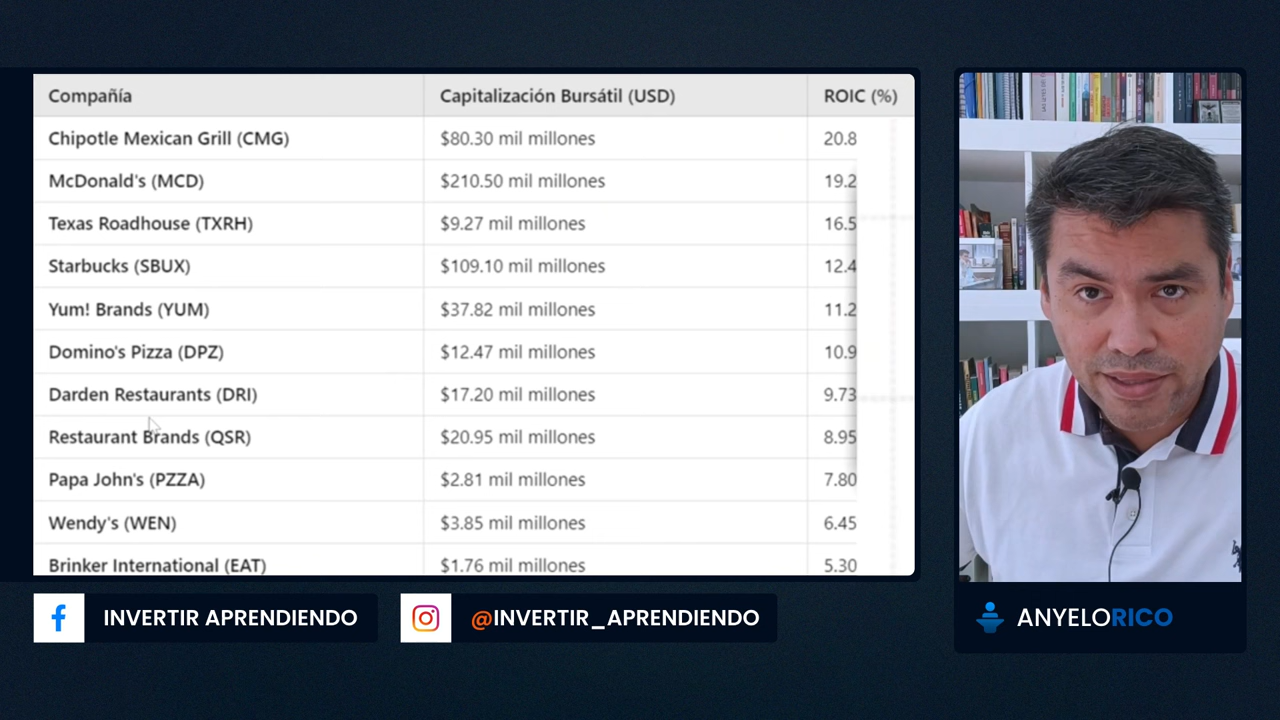 Compañía Capitalización Bursátil (USD) ROIC (%)
Chipotle Mexican Grill (CMG) $80.30 mil millones 20.8
McDonald's (MCD) $210.50 mil millones 19.2
Texas Roadhouse (TXRH) $9.27 mil millones 16.5
Starbucks (SBUX) $109.10 mil millones 12.4
Yum! Brands (YUM) $37.82 mil millones 11.2
Domino's Pizza (DPZ) $12.47 mil millones 10.9
Darden Restaurants (DRI) $17.20 mil millones 9.73
Restaurant Brands (QSR) $20.95 mil millones 8.95
Papa John's (PZZA) $2.81 mil millones 7.80
Wendy's (WEN) $3.85 mil millones 6.45
Brinker International (EAT) $1.76 mil millones 5.30
INVERTIR APRENDIENDO
@INVERTIR_APRENDIENDO
ANYELORICO